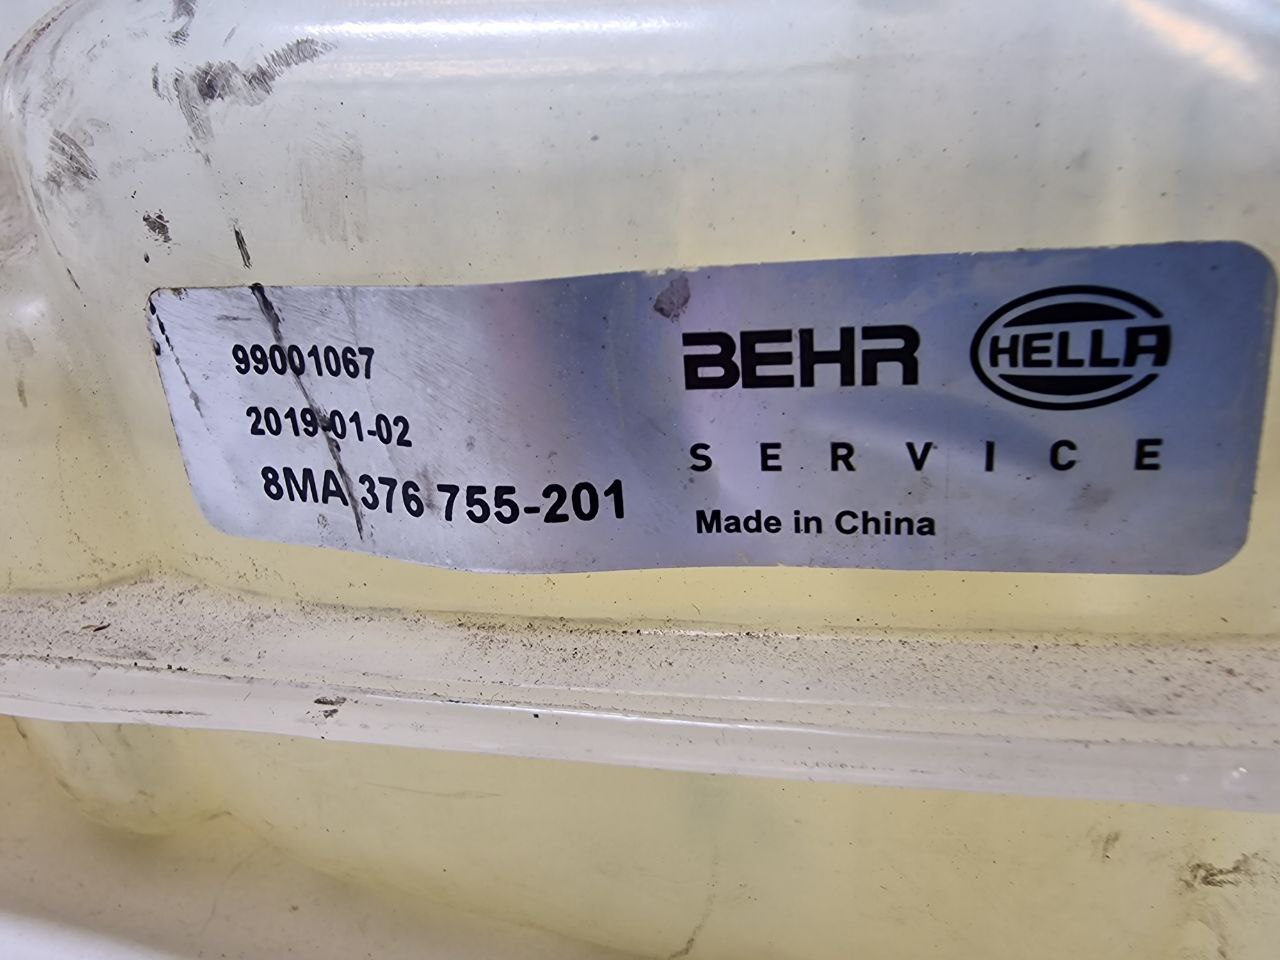 99001067
2019-01-02
8MA 376 755-201
BEHR HELLA
SERVICE
Made in China